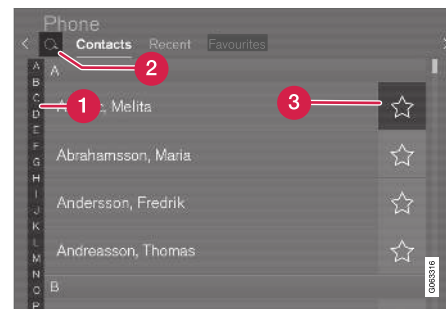 Phone
Contacts Recent Favourites
2
A
B
C
D
E
F
G
H
I
J
K
L
M
N
O
P
A
1
Melita
3
Abrahamsson, Maria
Andersson, Fredrik
Andreasson, Thomas
B
G063316